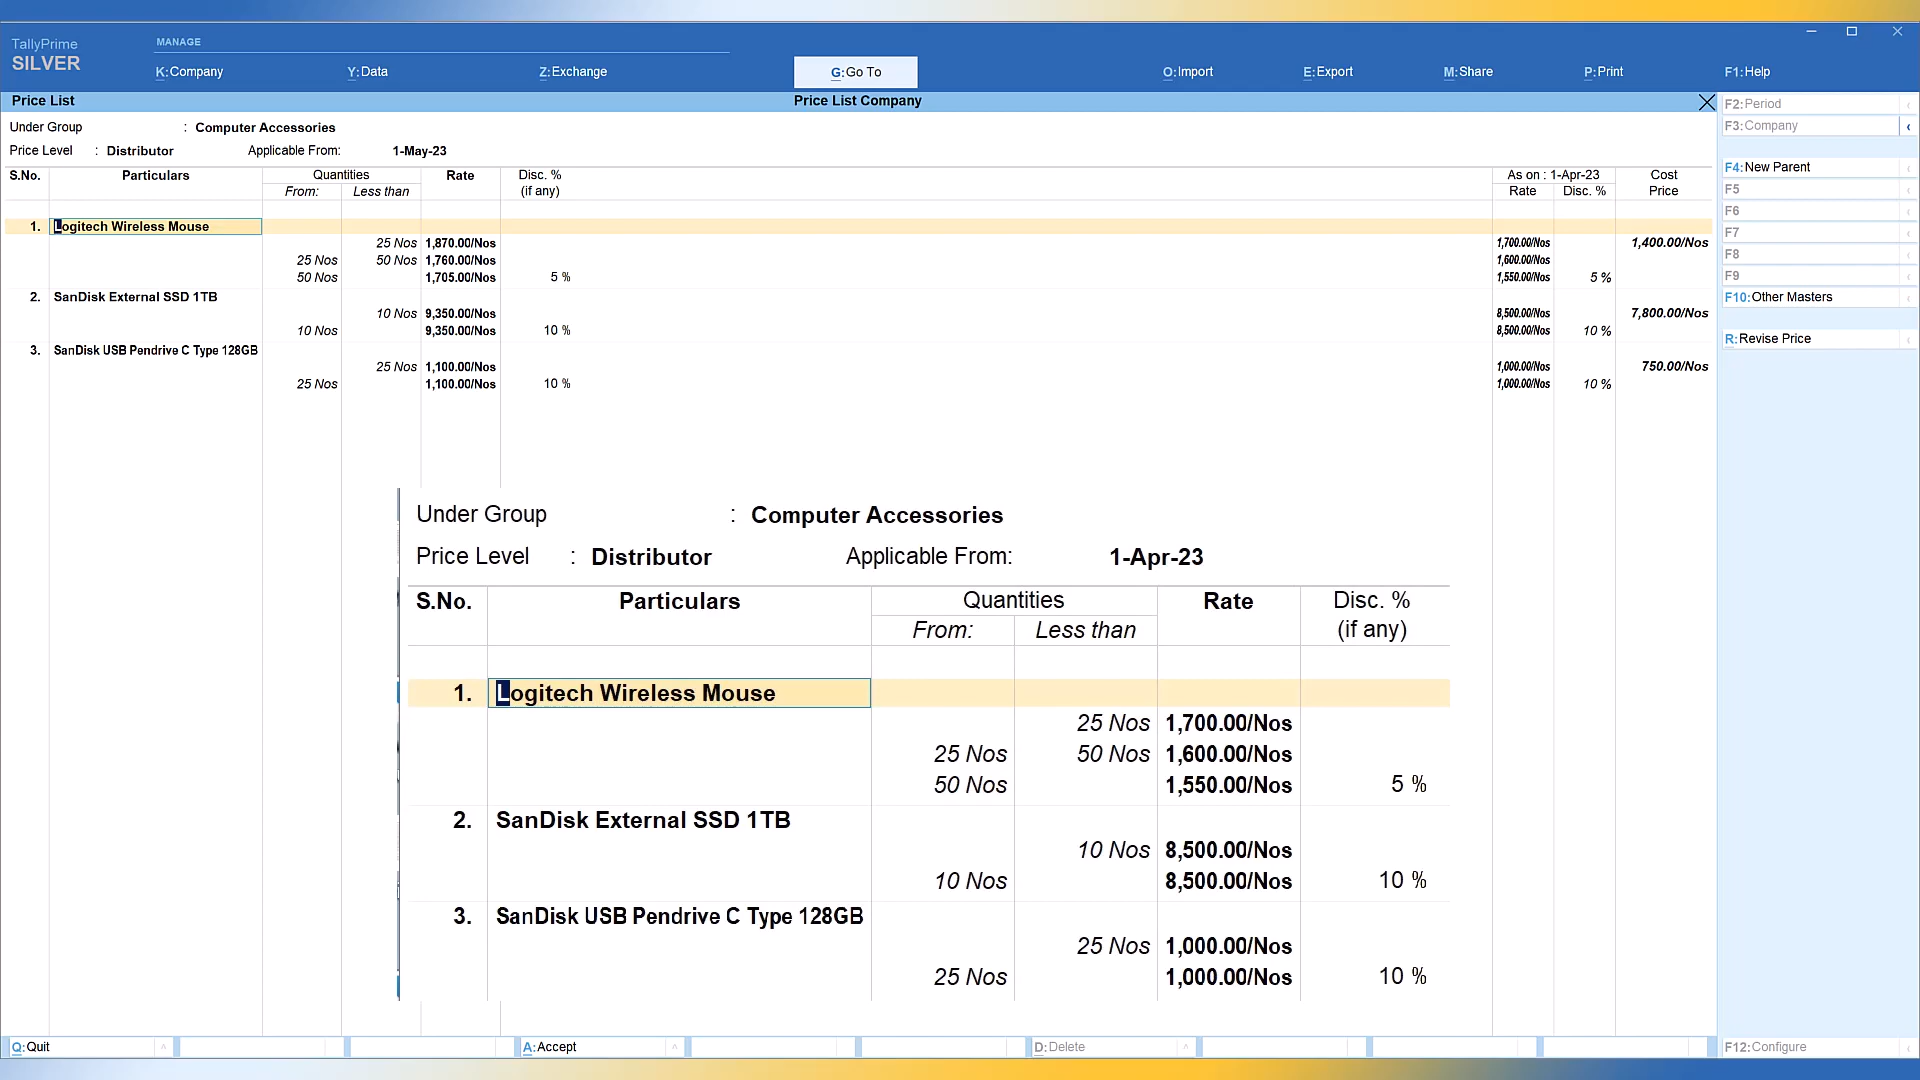 TallyPrime
SILVER
MANAGE
K:Company Y:Data Z:Exchange G:Go To O:Import E:Export M:Share P:Print F1:Help
Price List Price List Company
Under Group : Computer Accessories
Price Level : Distributor Applicable From: 1-May-23
S.No. Particulars Quantities Rate Disc. % As on : 1-Apr-23 Cost
From: Less than (if any) Rate Disc. % Price
1. Logitech Wireless Mouse
25 Nos 1,870.00/Nos 1,700.00/Nos 1,400.00/Nos
25 Nos 50 Nos 1,760.00/Nos 1,600.00/Nos
50 Nos 1,705.00/Nos 5 % 1,550.00/Nos 5 %
2. SanDisk External SSD 1TB
10 Nos 9,350.00/Nos 8,500.00/Nos 7,800.00/Nos
10 Nos 9,350.00/Nos 10 % 8,500.00/Nos 10 %
3. SanDisk USB Pendrive C Type 128GB
25 Nos 1,100.00/Nos 1,000.00/Nos 750.00/Nos
25 Nos 1,100.00/Nos 10 % 1,000.00/Nos 10 %
Under Group : Computer Accessories
Price Level : Distributor Applicable From: 1-Apr-23
S.No. Particulars Quantities Rate Disc. %
From: Less than (if any)
1. Logitech Wireless Mouse
25 Nos 1,700.00/Nos
25 Nos 50 Nos 1,600.00/Nos
50 Nos 1,550.00/Nos 5 %
2. SanDisk External SSD 1TB
10 Nos 8,500.00/Nos
10 Nos 8,500.00/Nos 10 %
3. SanDisk USB Pendrive C Type 128GB
25 Nos 1,000.00/Nos
25 Nos 1,000.00/Nos 10 %
F2:Period
F3:Company
F4:New Parent
F5
F6
F7
F8
F9
F10:Other Masters
R:Revise Price
Q:Quit A:Accept D:Delete F12:Configure